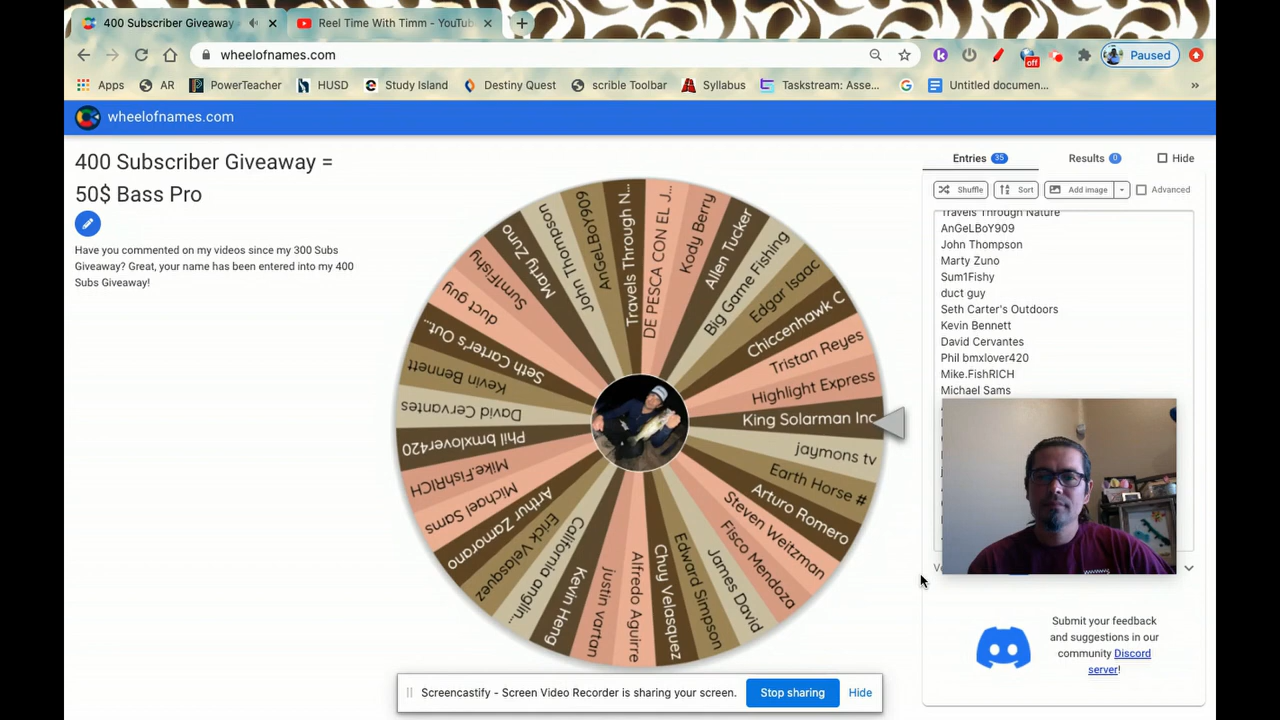 400 Subscriber Giveaway
Reel Time With Timm - YouTub
wheelofnames.com
Paused
Apps
AR
PowerTeacher
HUSD
Study Island
Destiny Quest
scrible Toolbar
Syllabus
Taskstream: Asse...
Untitled documen...
»
off
wheelofnames.com
400 Subscriber Giveaway =
50$ Bass Pro
Have you commented on my videos since my 300 Subs
Giveaway? Great, your name has been entered into my 400
Subs Giveaway!
Travels Through N...
DE PESCA CON EL J...
Kody Berry
Allen Tucker
Big Game Fishing
Edgar Isaac
Chiccenhawk C
Tristan Reyes
Highlight Express
King Solarman Inc
jaymons tv
Earth Horse #
Arturo Romero
Steven Weitzman
Fisco Mendoza
James David
Edward Simpson
Chuy Velasquez
Alfredo Aguirre
justin vartan
Kevin Heng
California anglin...
Erick Velasquez
Arthur Zamorano
Michael Sams
Mike.FishRICH
Phil bmxlover420
David Cervantes
Kevin Bennett
Seth Carter's Out...
duct guy
Sum1Fishy
Marty Zuno
John Thompson
AnGeLBoY909
Entries 35
Results 0
Hide
Shuffle
Sort
Add image
Advanced
Travels Through Nature
AnGeLBoY909
John Thompson
Marty Zuno
Sum1Fishy
duct guy
Seth Carter's Outdoors
Kevin Bennett
David Cervantes
Phil bmxlover420
Mike.FishRICH
Michael Sams
Submit your feedback
and suggestions in our
community Discord
server!
Screencastify - Screen Video Recorder is sharing your screen.
Stop sharing
Hide